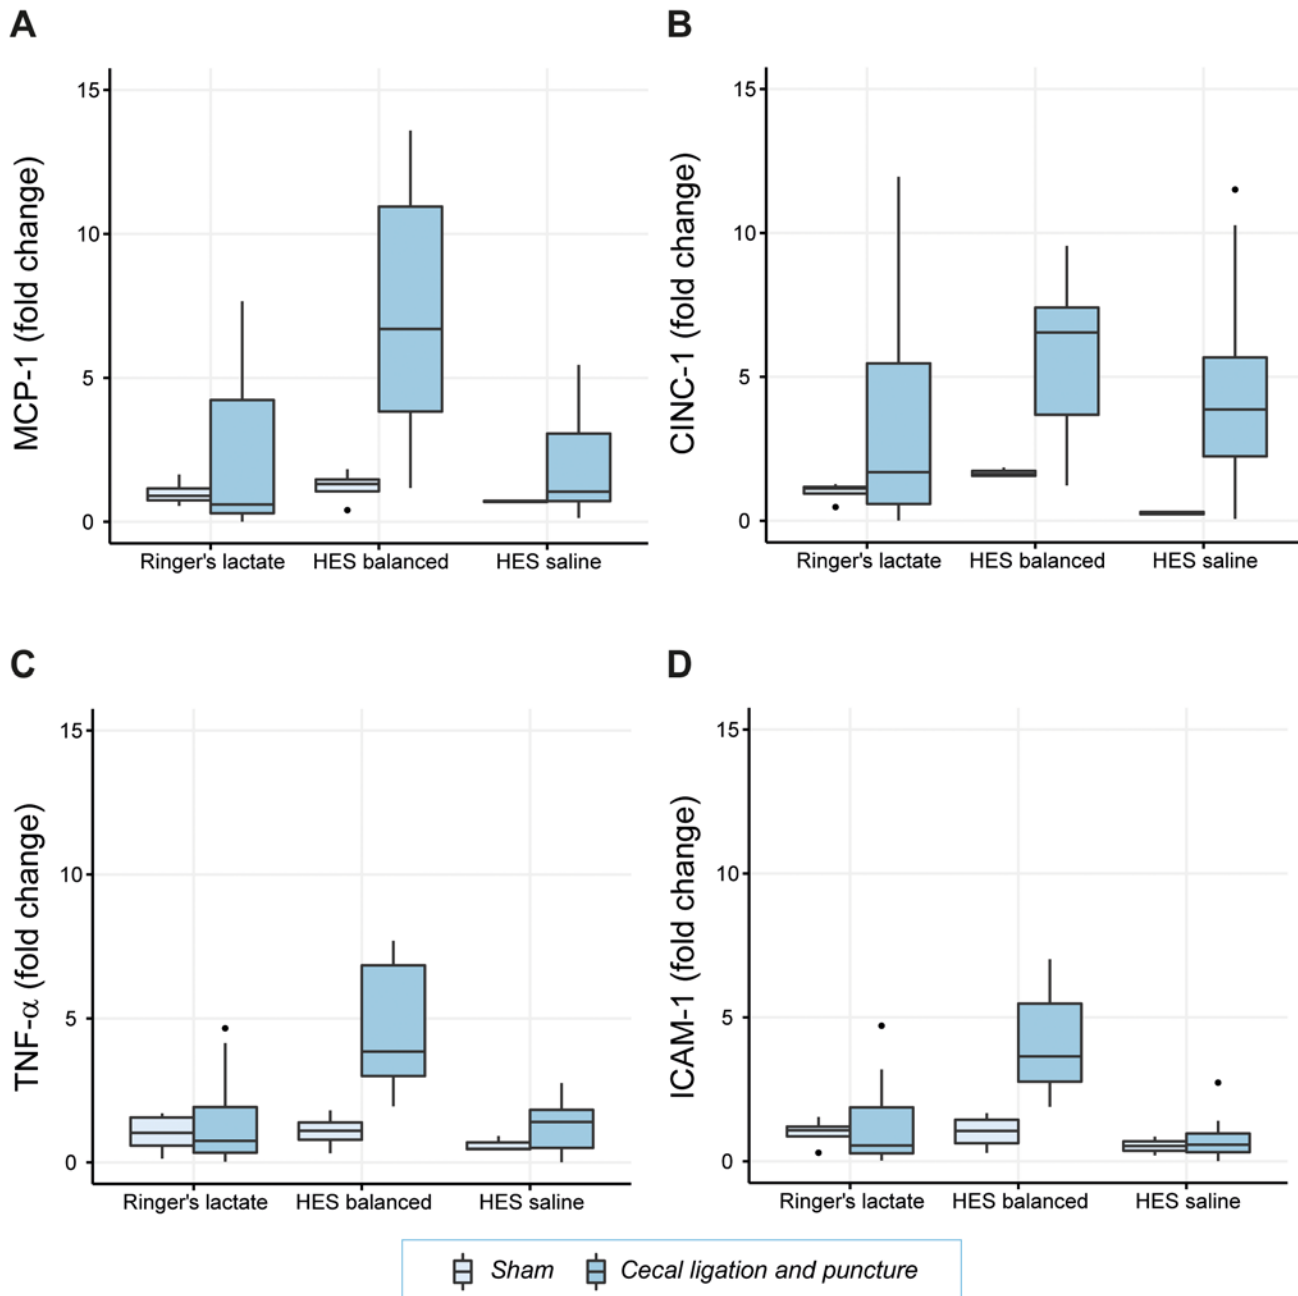 A
MCP-1 (fold change)
15
10
5
0
Ringer's lactate HES balanced HES saline
B
CINC-1 (fold change)
15
10
5
0
Ringer's lactate HES balanced HES saline
C
TNF-α (fold change)
15
10
5
0
Ringer's lactate HES balanced HES saline
D
ICAM-1 (fold change)
15
10
5
0
Ringer's lactate HES balanced HES saline
Sham Cecal ligation and puncture